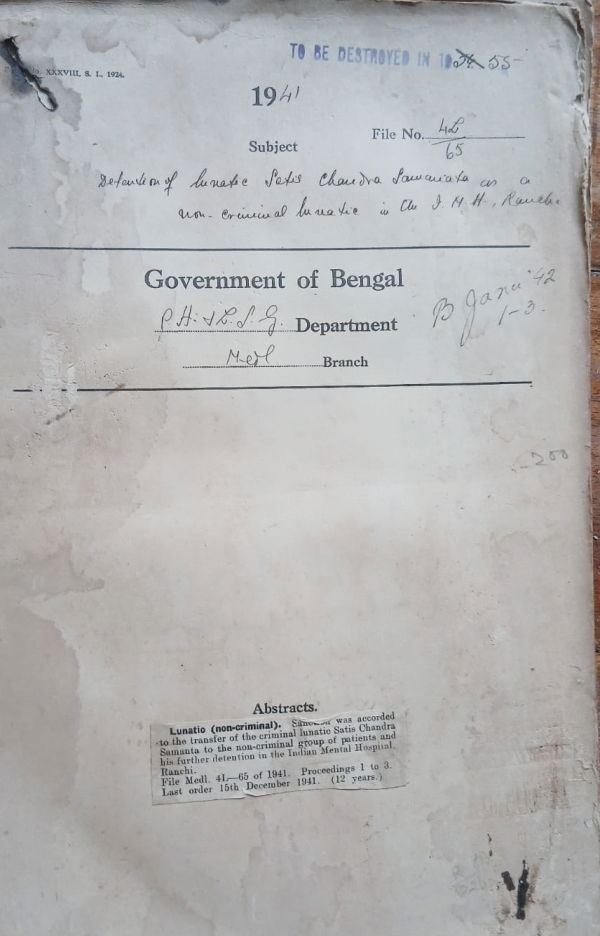 TO BE DESTROYED IN 1954 55
XXXVIII, S. I., 1924.
1941
File No. 4L/65
Subject
Detention of lunatic Satis Chandra Samanta as a
non-criminal lunatic in the I. M. H., Ranchi
Government of Bengal
P H. & L. S. G. Department
Medl Branch
B Janu '42
1-3.
200
Abstracts.
Lunatic (non-criminal). was accorded
to the transfer of the criminal lunatic Satis Chandra
Samanta to the non-criminal group of patients and
his further detention in the Indian Mental Hospital,
Ranchi.
File Medl. 4L—65 of 1941. Proceedings 1 to 3.
Last order 15th December 1941. (12 years.)